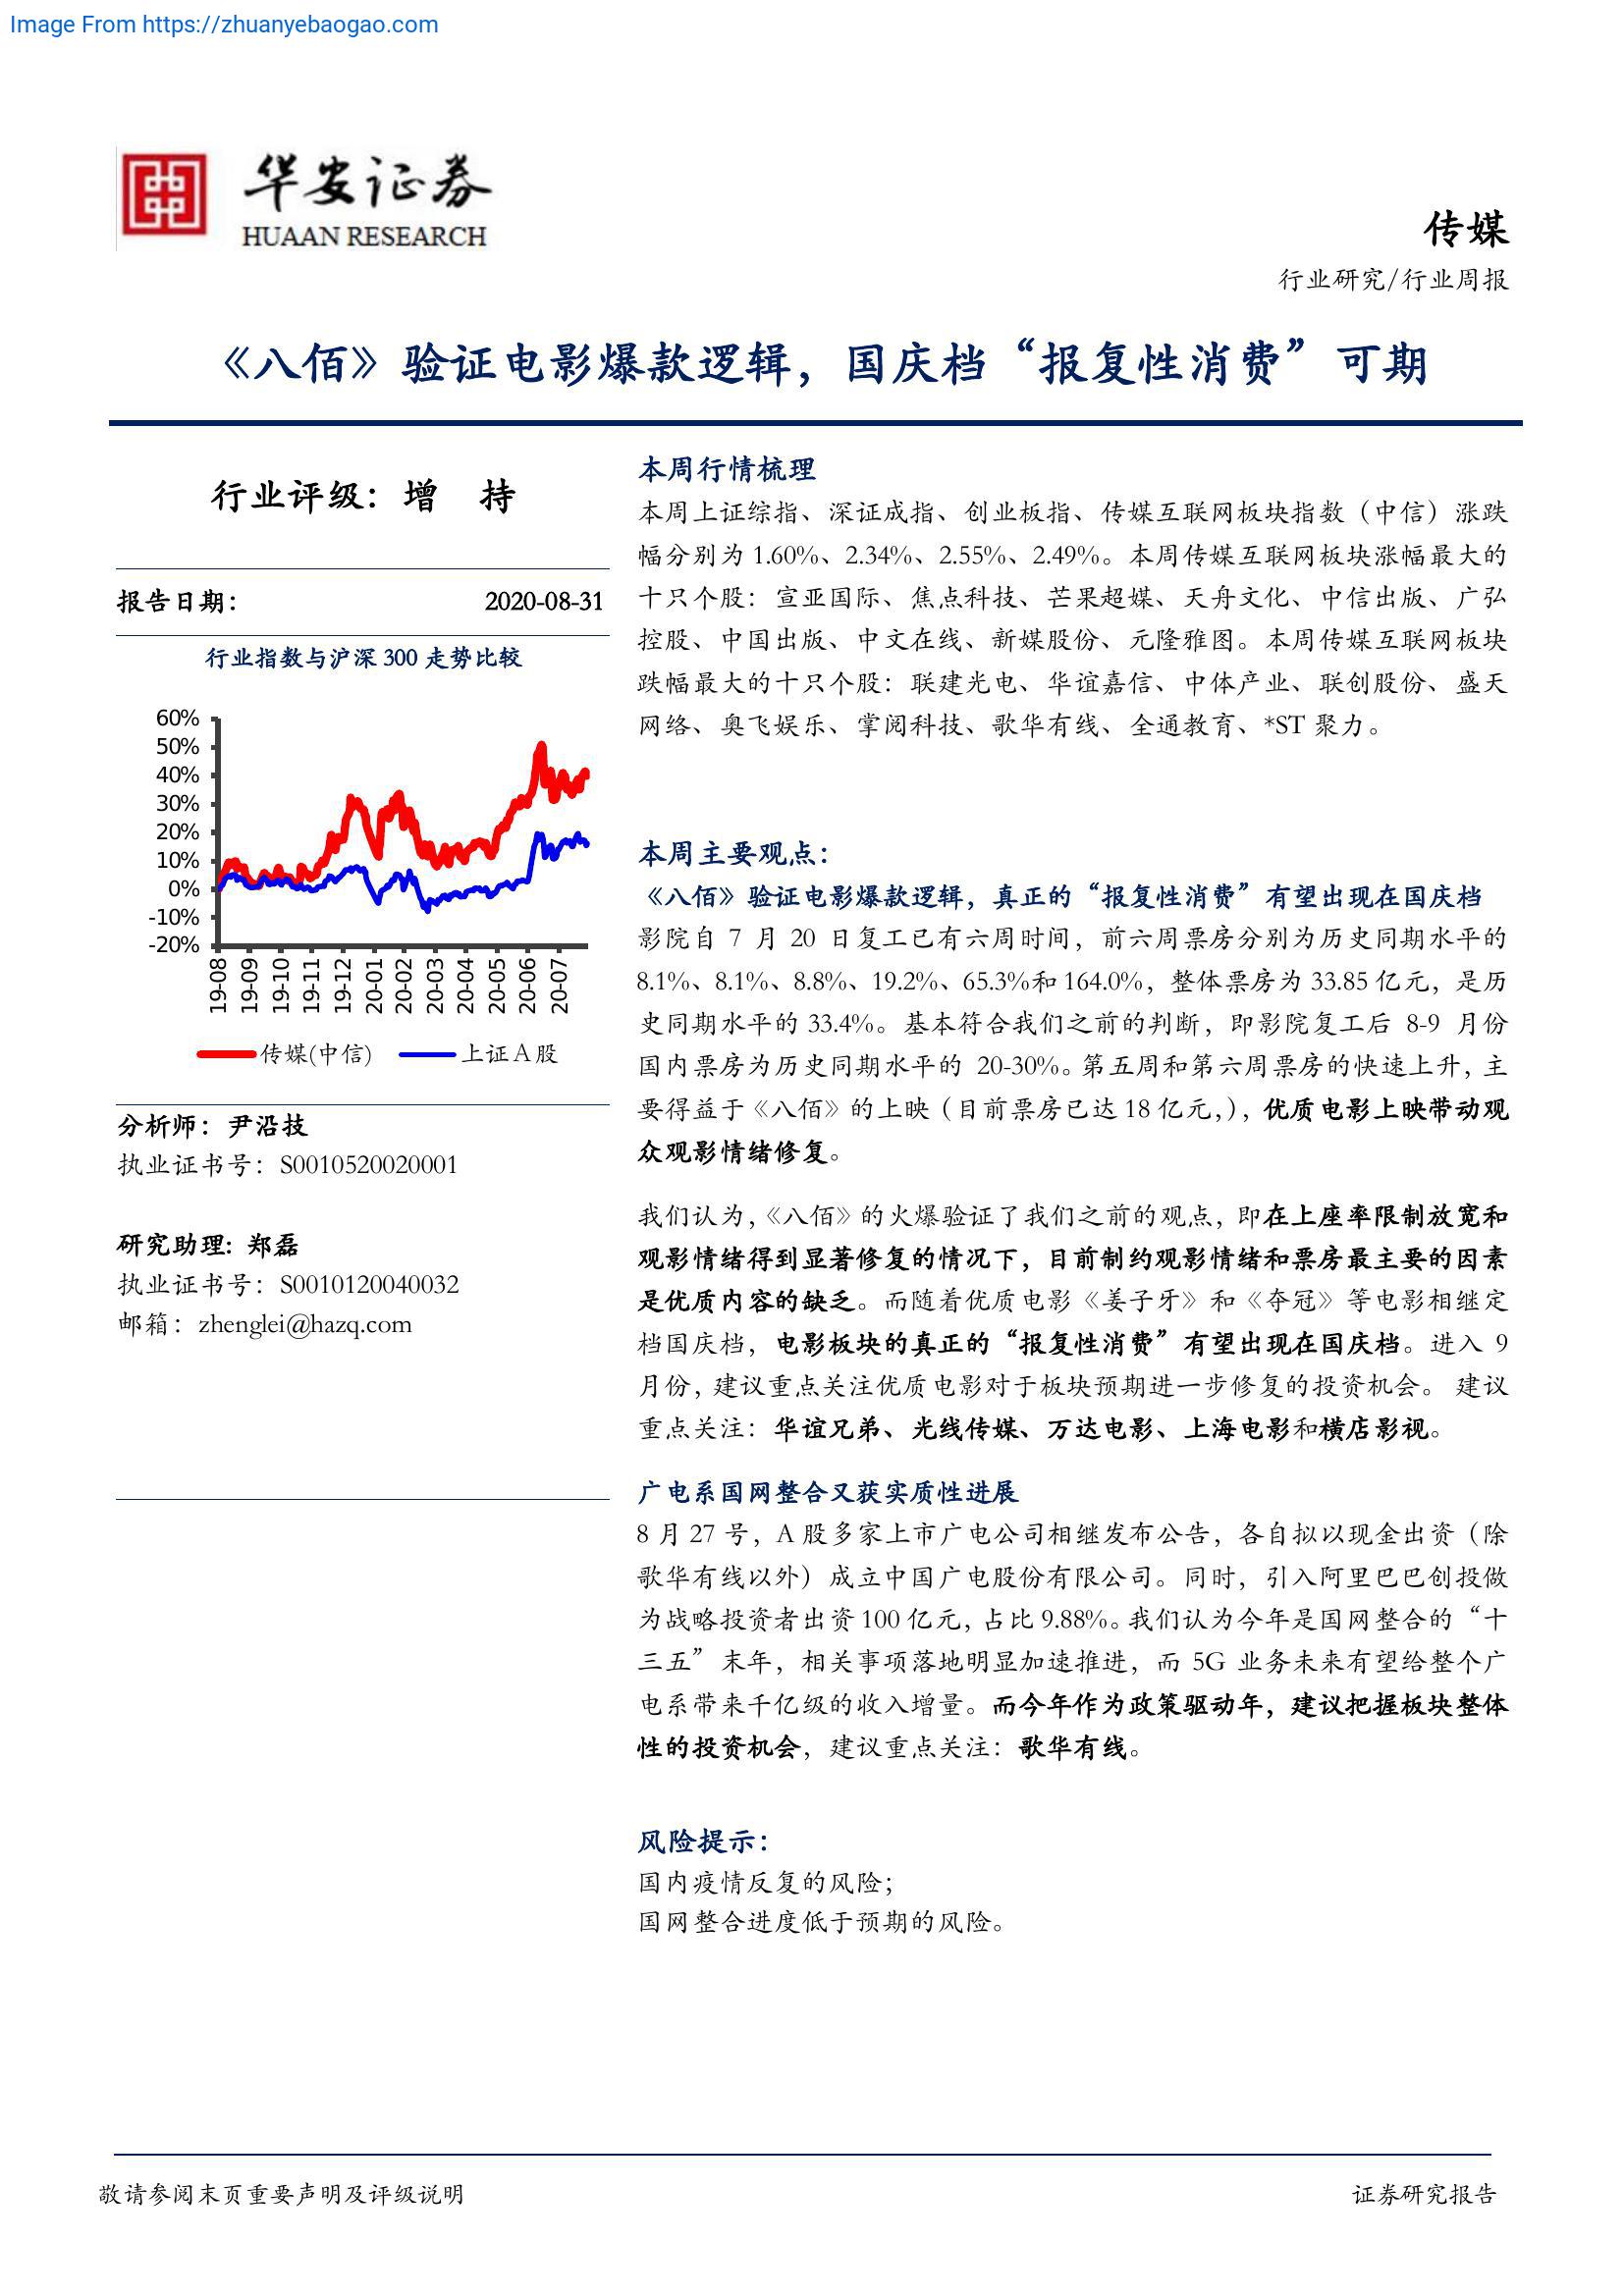 Image From https://zhuanyebaogao.com
华安证券
HUAAN RESEARCH
传媒
行业研究/行业周报
《八佰》验证电影爆款逻辑，国庆档“报复性消费”可期
行业评级：增 持
报告日期：
2020-08-31
行业指数与沪深 300 走势比较
60%
50%
40%
30%
20%
10%
0%
-10%
-20%
19-08
19-09
19-10
19-11
19-12
20-01
20-02
20-03
20-04
20-05
20-06
20-07
传媒(中信)
上证A股
分析师：尹沿技
执业证书号：S0010520020001
研究助理：郑磊
执业证书号：S0010120040032
邮箱：zhenglei@hazq.com
本周行情梳理
本周上证综指、深证成指、创业板指、传媒互联网板块指数（中信）涨跌
幅分别为 1.60%、2.34%、2.55%、2.49%。本周传媒互联网板块涨幅最大的
十只个股：宣亚国际、焦点科技、芒果超媒、天舟文化、中信出版、广弘
控股、中国出版、中文在线、新媒股份、元隆雅图。本周传媒互联网板块
跌幅最大的十只个股：联建光电、华谊嘉信、中体产业、联创股份、盛天
网络、奥飞娱乐、掌阅科技、歌华有线、全通教育、*ST 聚力。
本周主要观点：
《八佰》验证电影爆款逻辑，真正的“报复性消费”有望出现在国庆档
影院自 7 月 20 日复工已有六周时间，前六周票房分别为历史同期水平的
8.1%、8.1%、8.8%、19.2%、65.3%和 164.0%，整体票房为 33.85 亿元，是历
史同期水平的 33.4%。基本符合我们之前的判断，即影院复工后 8-9 月份
国内票房为历史同期水平的 20-30%。第五周和第六周票房的快速上升，主
要得益于《八佰》的上映（目前票房已达 18 亿元，），优质电影上映带动观
众观影情绪修复。
我们认为，《八佰》的火爆验证了我们之前的观点，即在上座率限制放宽和
观影情绪得到显著修复的情况下，目前制约观影情绪和票房最主要的因素
是优质内容的缺乏。而随着优质电影《姜子牙》和《夺冠》等电影相继定
档国庆档，电影板块的真正的“报复性消费”有望出现在国庆档。进入 9
月份，建议重点关注优质电影对于板块预期进一步修复的投资机会。 建议
重点关注：华谊兄弟、光线传媒、万达电影、上海电影和横店影视。
广电系国网整合又获实质性进展
8 月 27 号，A 股多家上市广电公司相继发布公告，各自拟以现金出资（除
歌华有线以外）成立中国广电股份有限公司。同时，引入阿里巴巴创投做
为战略投资者出资 100 亿元，占比 9.88%。我们认为今年是国网整合的“十
三五”末年，相关事项落地明显加速推进，而 5G 业务未来有望给整个广
电系带来千亿级的收入增量。而今年作为政策驱动年，建议把握板块整体
性的投资机会，建议重点关注：歌华有线。
风险提示：
国内疫情反复的风险；
国网整合进度低于预期的风险。
敬请参阅末页重要声明及评级说明
证券研究报告